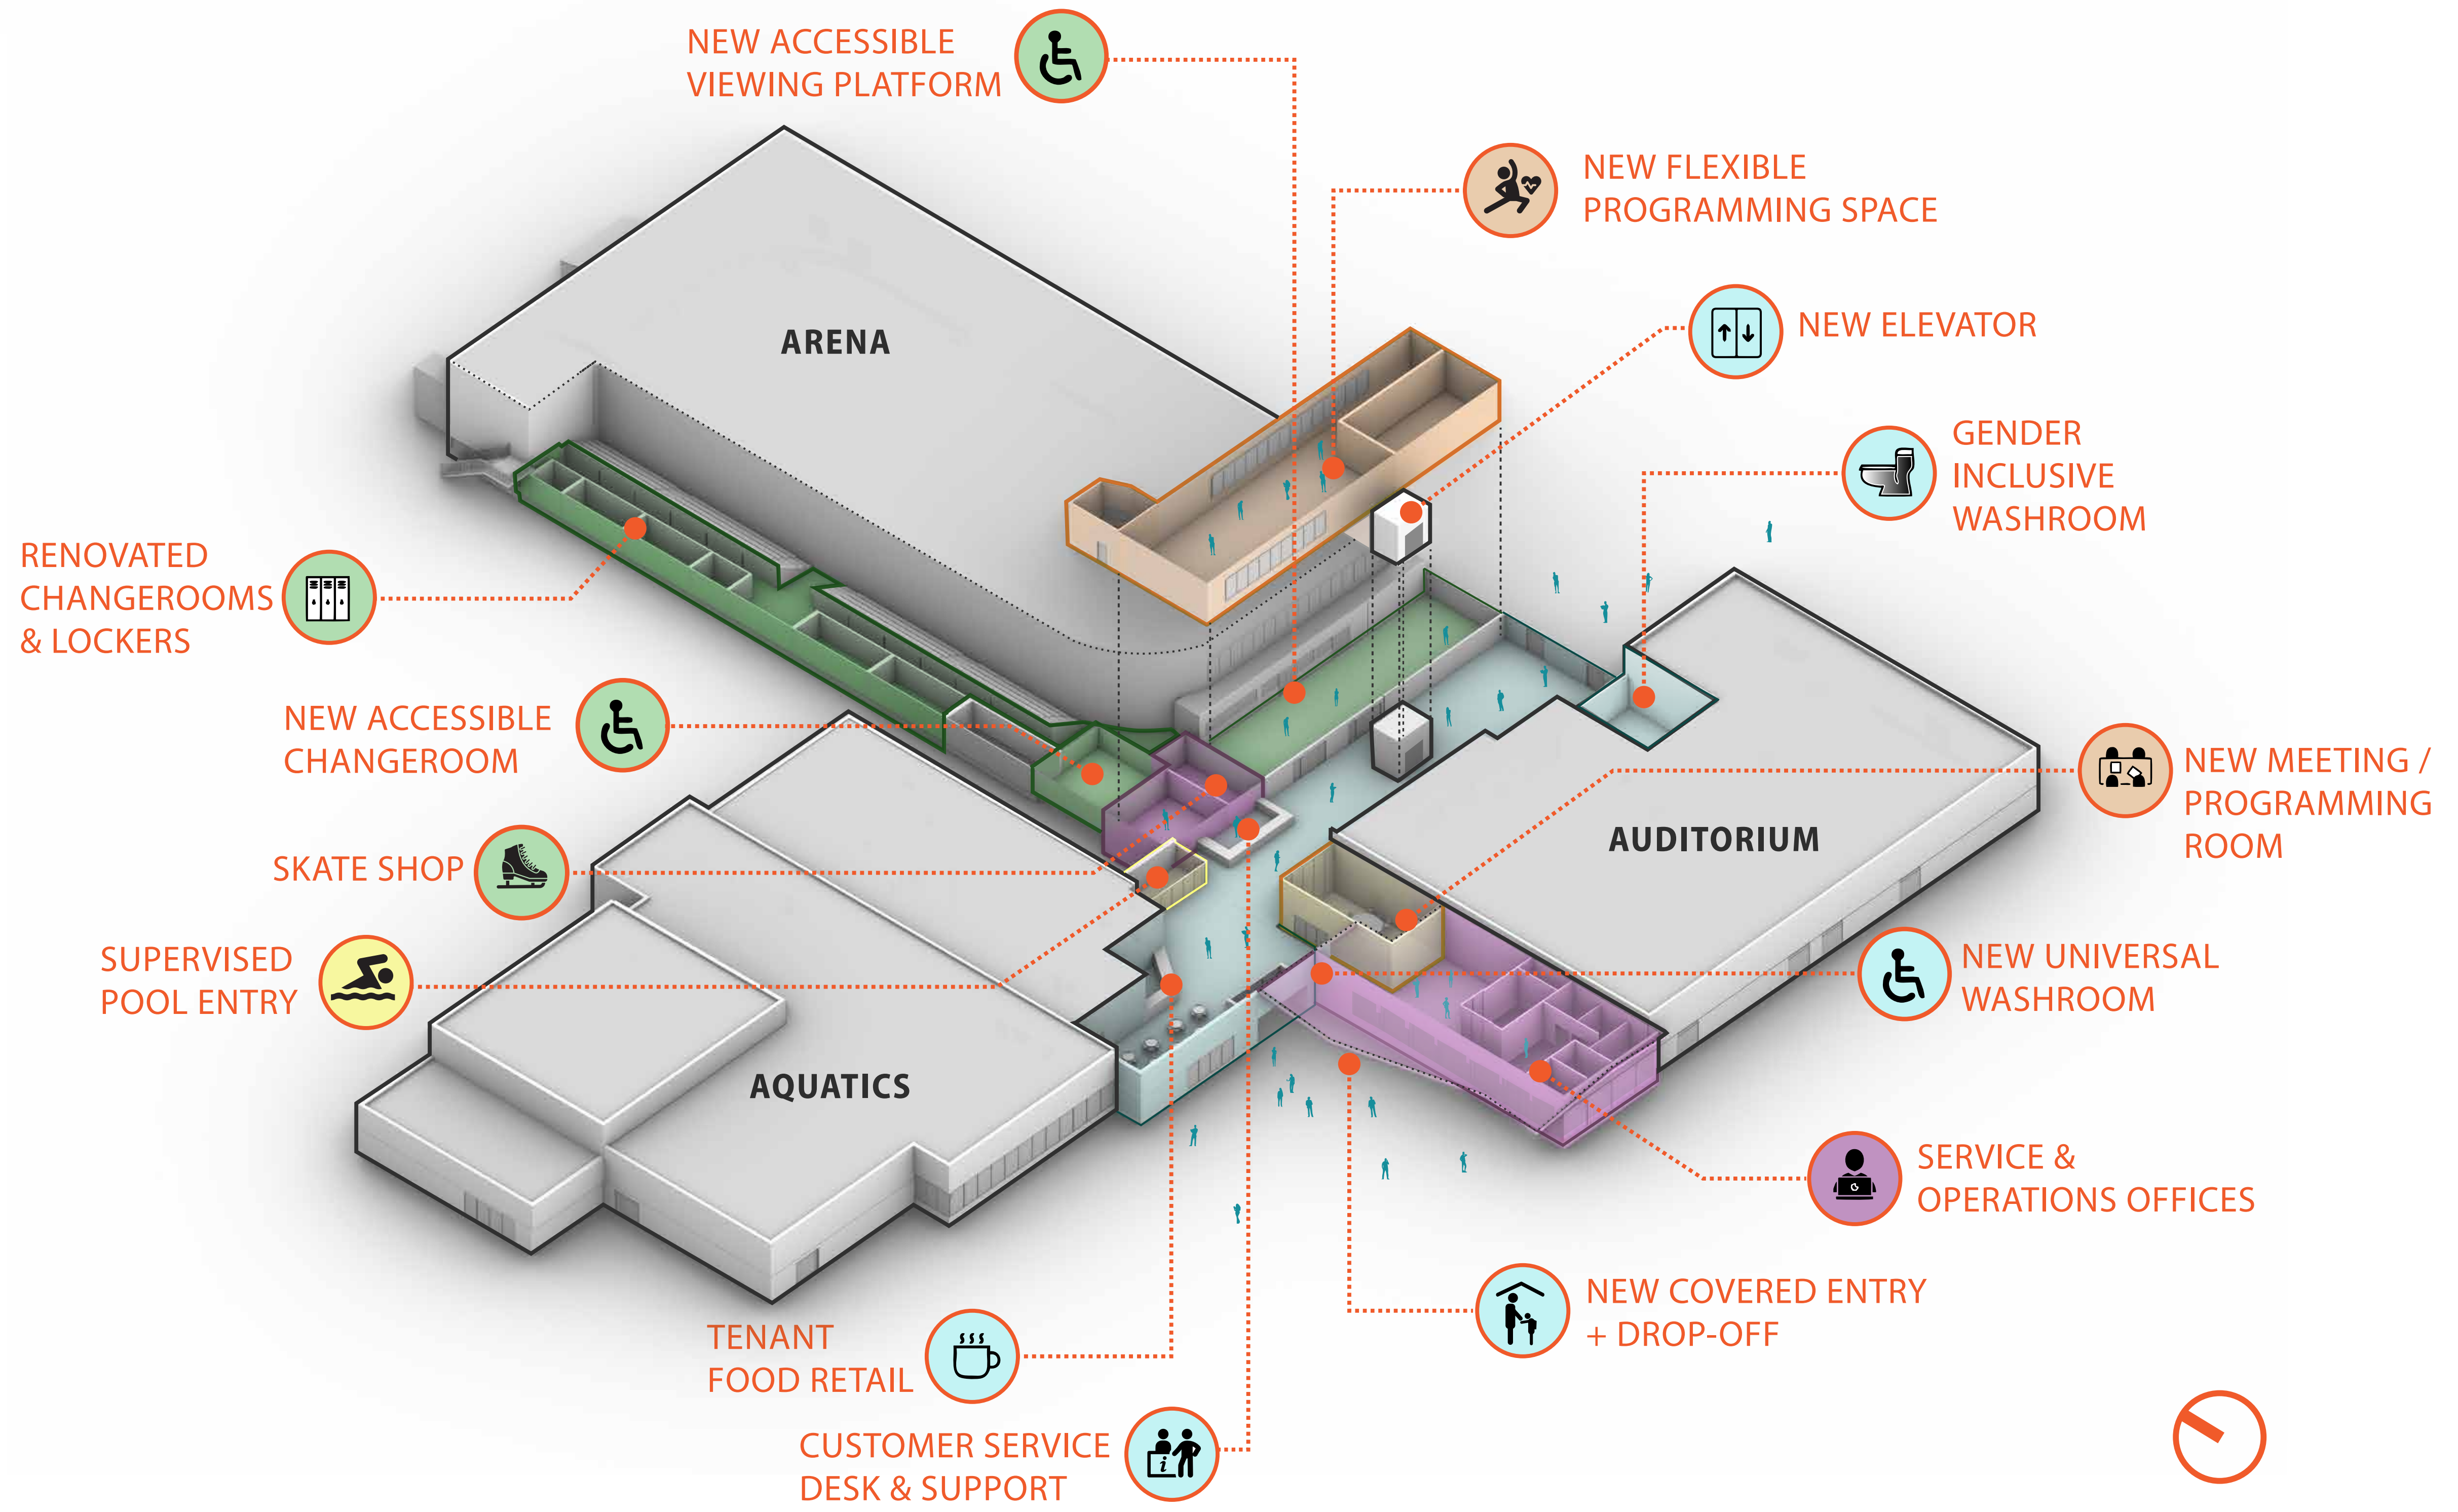 NEW ACCESSIBLE
VIEWING PLATFORM
NEW FLEXIBLE
PROGRAMMING SPACE
NEW ELEVATOR
ARENA
GENDER
INCLUSIVE
WASHROOM
RENOVATED
CHANGEROOMS
& LOCKERS
NEW ACCESSIBLE
CHANGEROOM
NEW MEETING /
PROGRAMMING
ROOM
AUDITORIUM
SKATE SHOP
SUPERVISED
POOL ENTRY
NEW UNIVERSAL
WASHROOM
AQUATICS
SERVICE &
OPERATIONS OFFICES
NEW COVERED ENTRY
+ DROP-OFF
TENANT
FOOD RETAIL
CUSTOMER SERVICE
DESK & SUPPORT
i